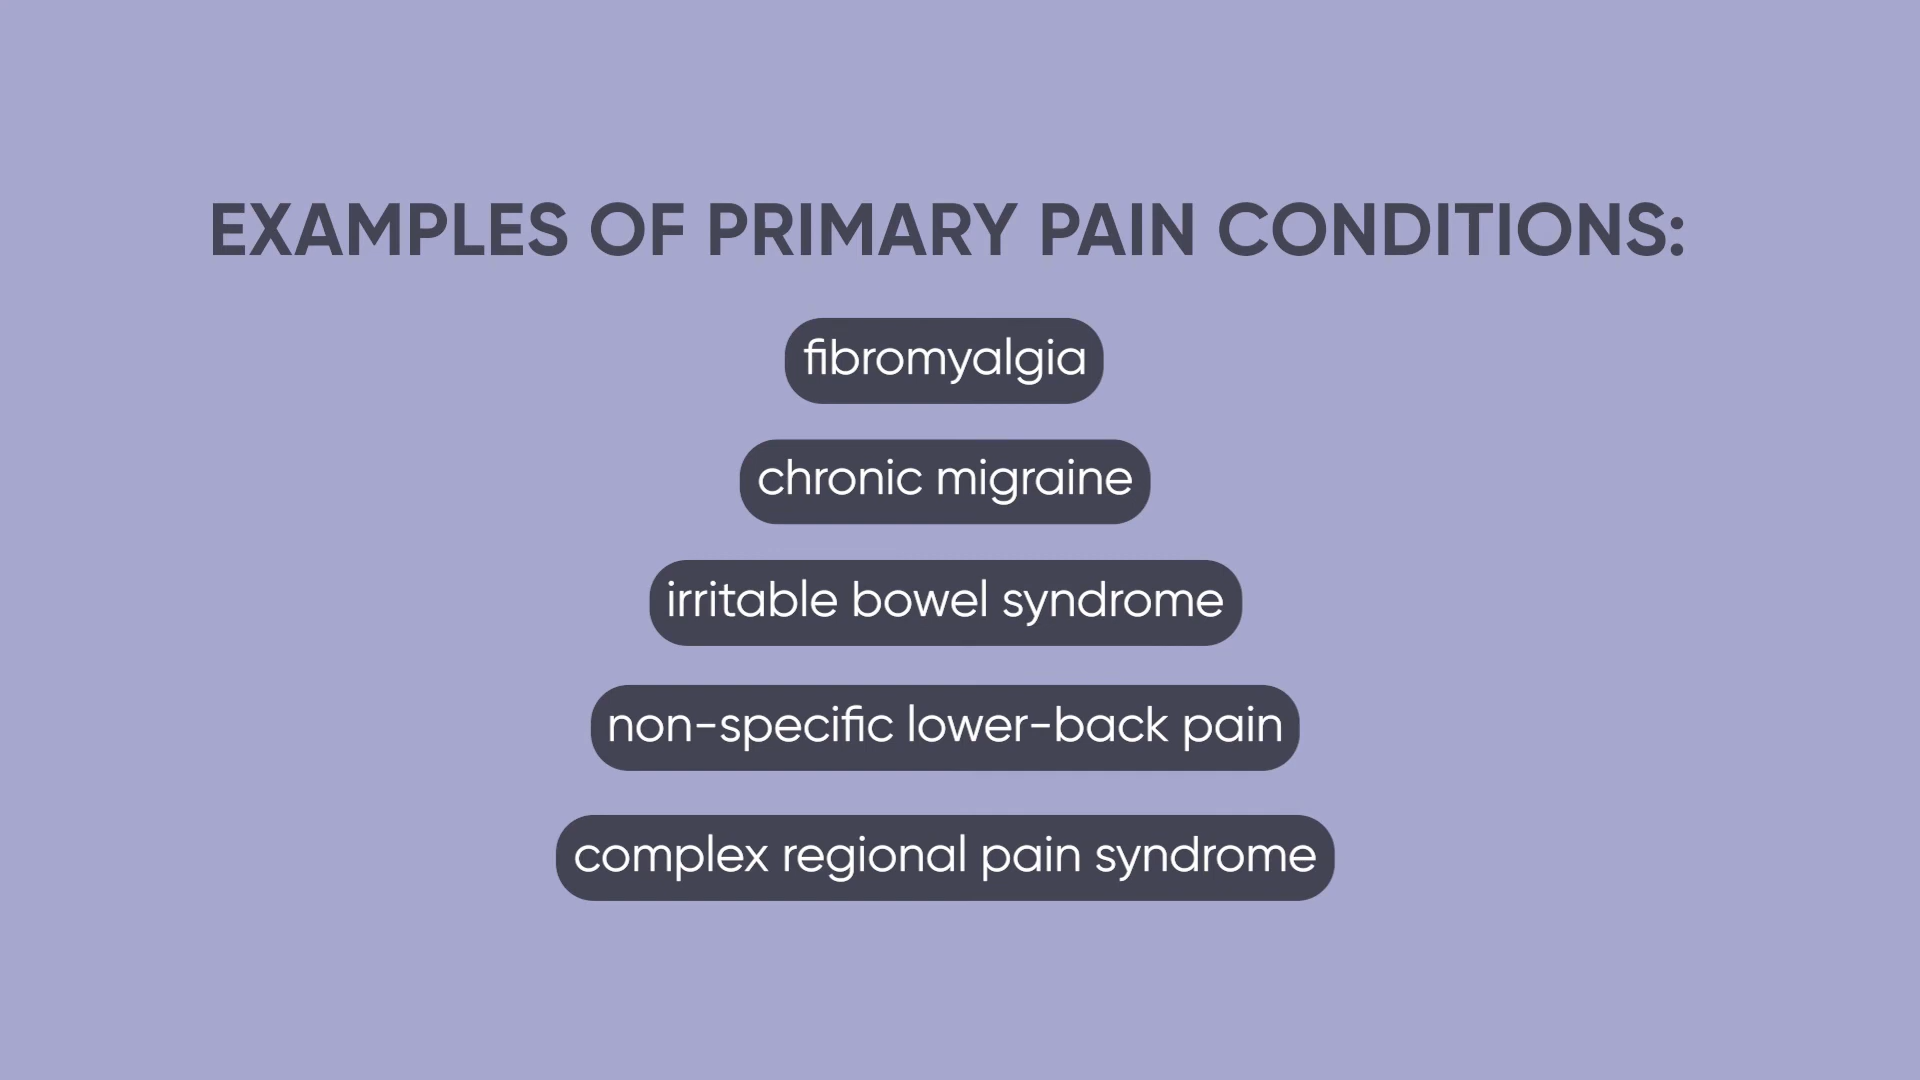 EXAMPLES OF PRIMARY PAIN CONDITIONS:
fibromyalgia
chronic migraine
irritable bowel syndrome
non-specific lower-back pain
complex regional pain syndrome